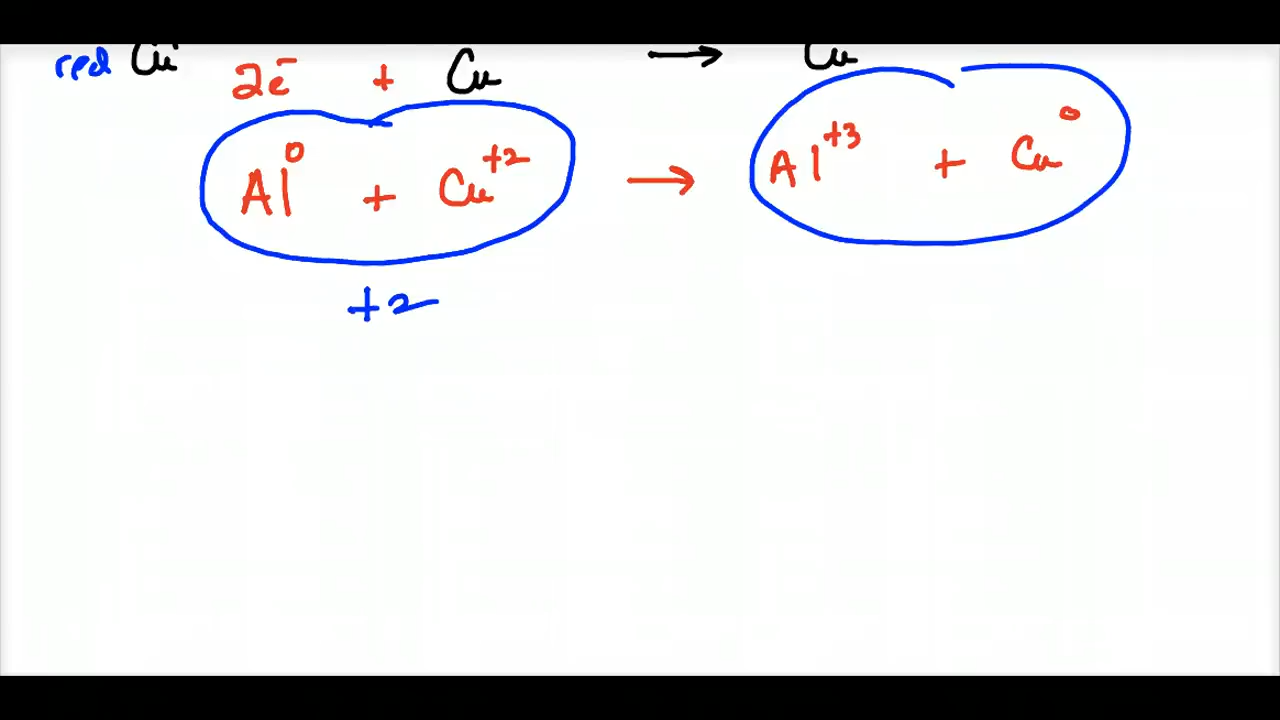 red Cu 2e⁻ + Cu → Cu
Al⁰ + Cu⁺² → Al⁺³ + Cu⁰
+2